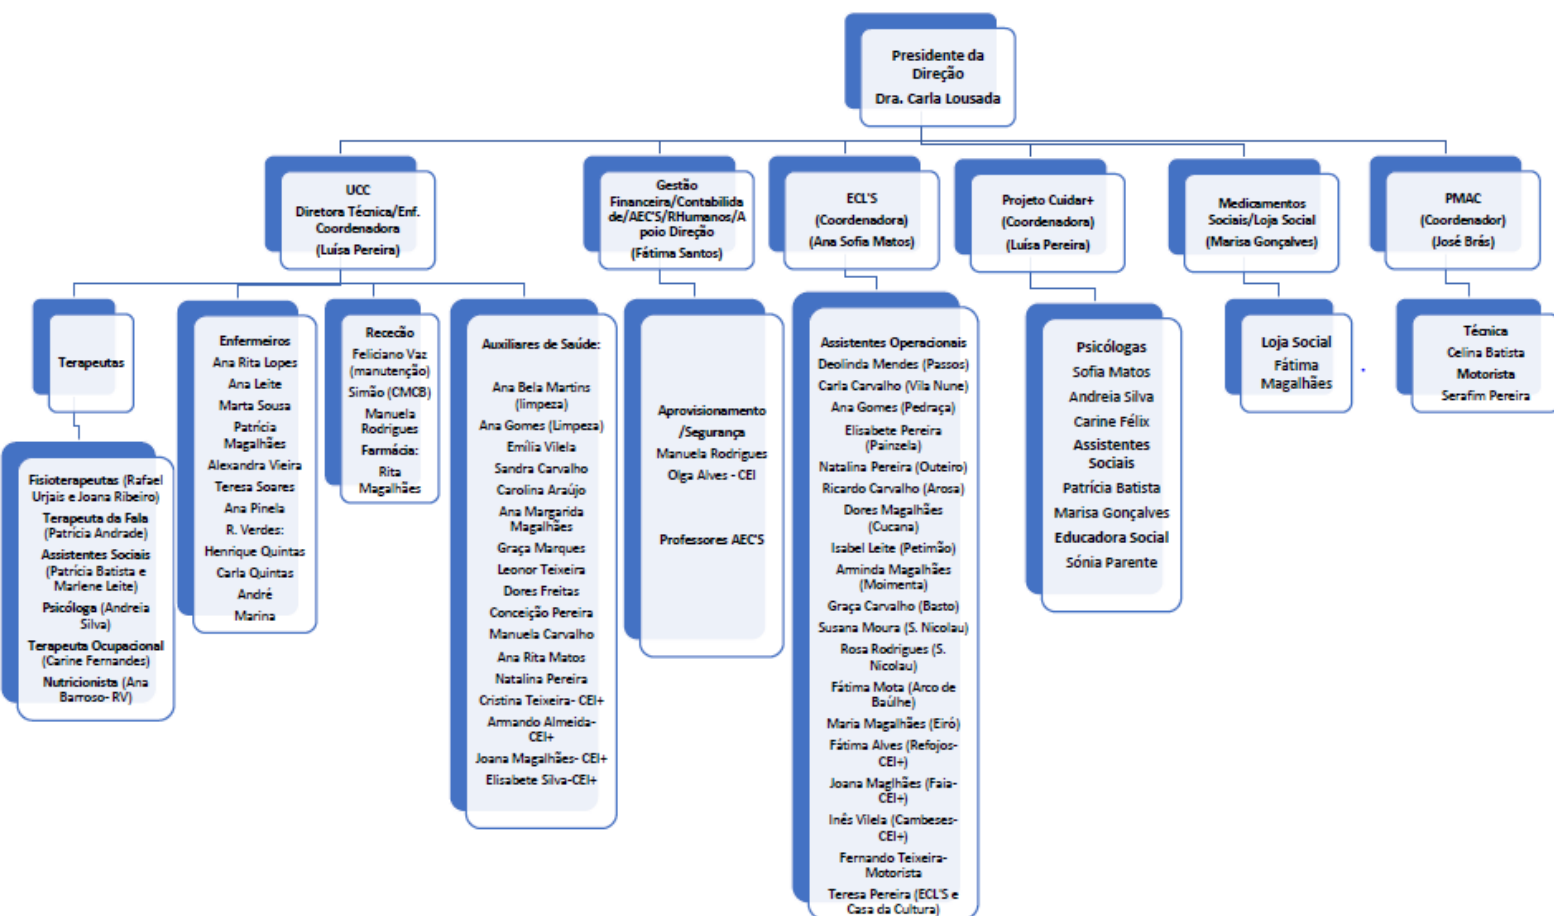 Presidente da
Direção
Dra. Carla Lousada
UCC
Diretora Técnica/Enf.
Coordenadora
(Luísa Pereira)
Gestão
Financeira/Contabilida
de/AEC'S/RHumanos/A
poio Direção
(Fátima Santos)
ECL'S
(Coordenadora)
(Ana Sofia Matos)
Projeto Cuidar+
(Coordenadora)
(Luísa Pereira)
Medicamentos
Sociais/Loja Social
(Marisa Gonçalves)
PMAC
(Coordenador)
(José Brás)
Terapeutas
Fisioterapeutas (Rafael
Urjais e Joana Ribeiro)
Terapeuta da Fala
(Patrícia Andrade)
Assistentes Sociais
(Patrícia Batista e
Marlene Leite)
Psicóloga (Andreia
Silva)
Terapeuta Ocupacional
(Carine Fernandes)
Nutricionista (Ana
Barroso- RV)
Enfermeiros
Ana Rita Lopes
Ana Leite
Marta Sousa
Patrícia
Magalhães
Alexandra Vieira
Teresa Soares
Ana Pinela
R. Verdes:
Henrique Quintas
Carla Quintas
André
Marina
Rececão
Feliciano Vaz
(manutenção)
Simão (CMCB)
Manuela
Rodrigues
Farmácia:
Rita
Magalhães
Auxiliares de Saúde:
Ana Bela Martins
(limpeza)
Ana Gomes (Limpeza)
Emília Vilela
Sandra Carvalho
Carolina Araújo
Ana Margarida
Magalhães
Graça Marques
Leonor Teixeira
Dores Freitas
Conceição Pereira
Manuela Carvalho
Ana Rita Matos
Natalina Pereira
Cristina Teixeira- CEI+
Armando Almeida-
CEI+
Joana Magalhães- CEI+
Elisabete Silva-CEI+
Aprovisionamento
/Segurança
Manuela Rodrigues
Olga Alves - CEI
Professores AEC'S
Assistentes Operacionais
Deolinda Mendes (Passos)
Carla Carvalho (Vila Nune)
Ana Gomes (Pedraça)
Elisabete Pereira
(Painzela)
Natalina Pereira (Outeiro)
Ricardo Carvalho (Arosa)
Dores Magalhães
(Cucana)
Isabel Leite (Petimão)
Arminda Magalhães
(Moimenta)
Graça Carvalho (Basto)
Susana Moura (S. Nicolau)
Rosa Rodrigues (S.
Nicolau)
Fátima Mota (Arco de
Baúlhe)
Maria Magalhães (Eiró)
Fátima Alves (Refojos-
CEI+)
Joana Maglhães (Faia-
CEI+)
Inês Vilela (Cambeses-
CEI+)
Fernando Teixeira-
Motorista
Teresa Pereira (ECL'S e
Casa da Cultura)
Psicólogas
Sofia Matos
Andreia Silva
Carine Félix
Assistentes
Sociais
Patrícia Batista
Marisa Gonçalves
Educadora Social
Sónia Parente
Loja Social
Fátima
Magalhães
Técnica
Celina Batista
Motorista
Serafim Pereira